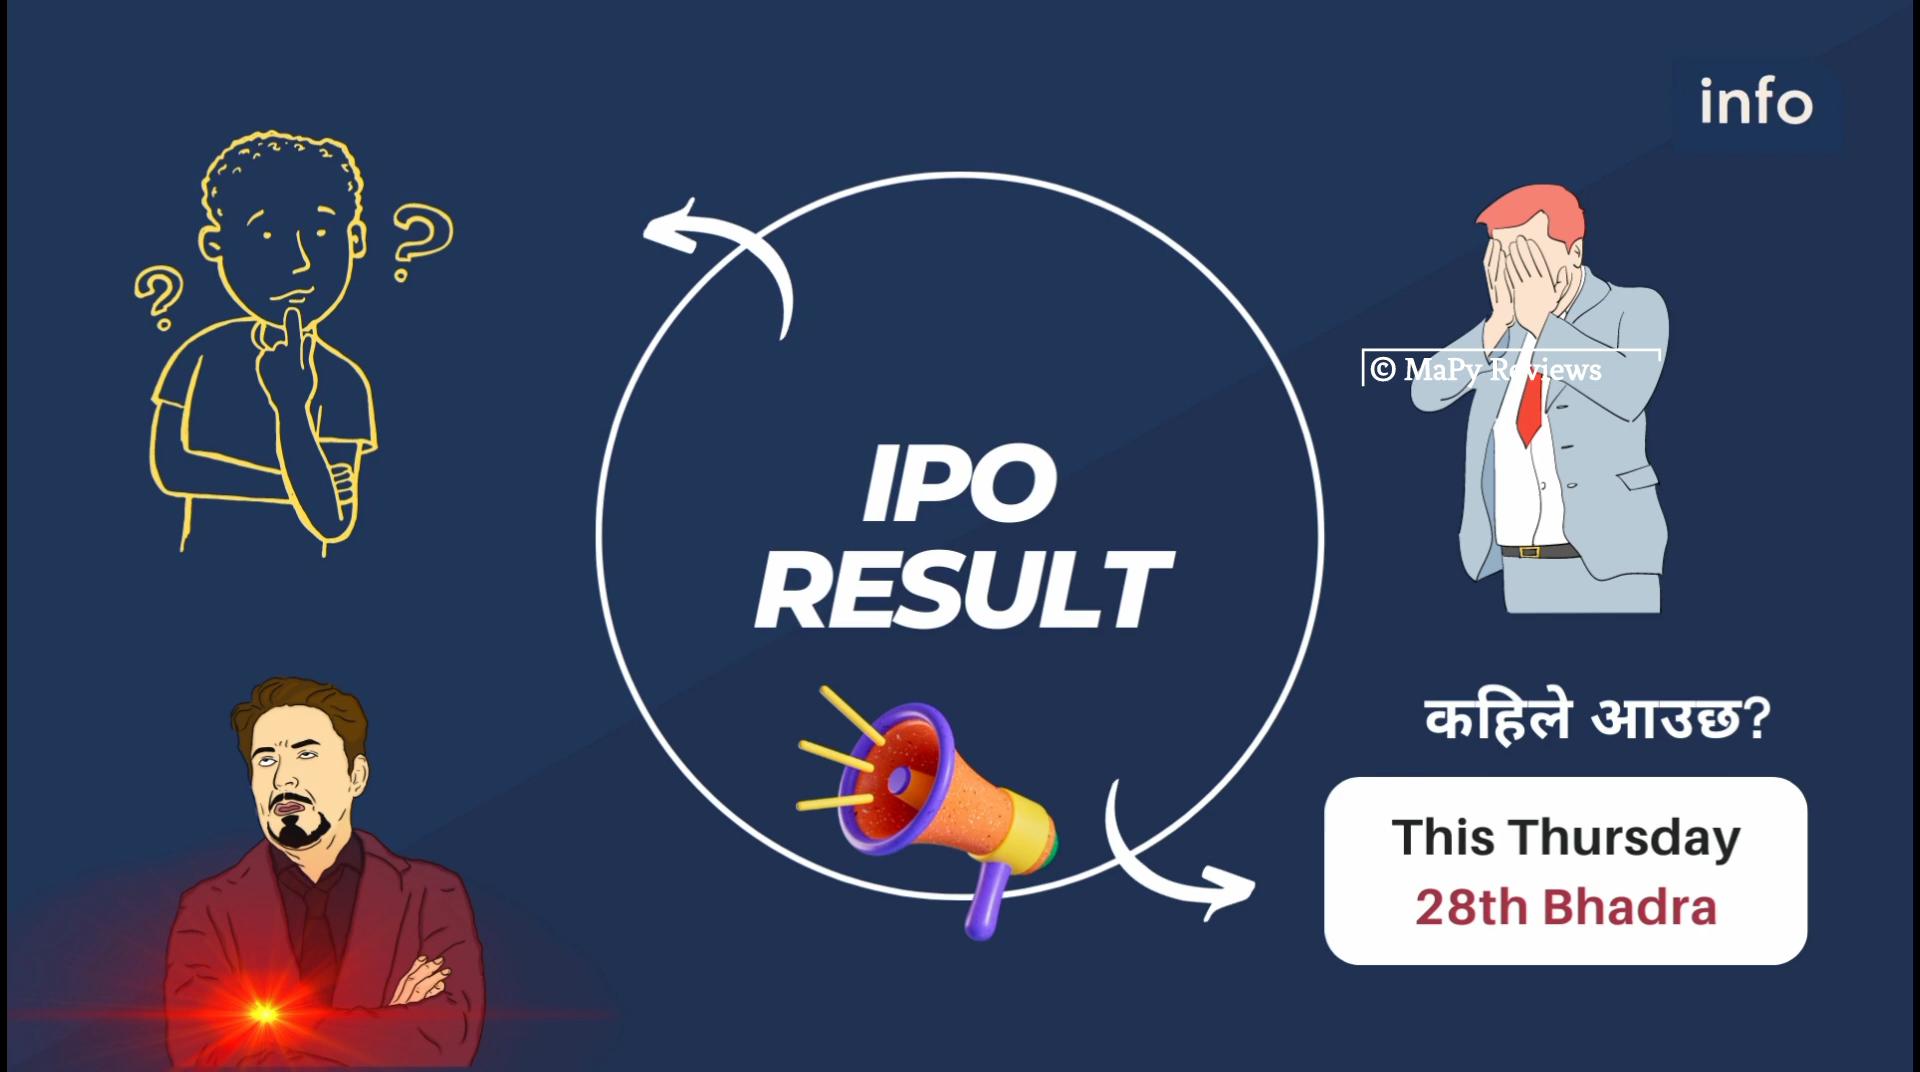 info
© MaPy Reviews
IPO
RESULT
कहिले आउछ?
This Thursday
28th Bhadra